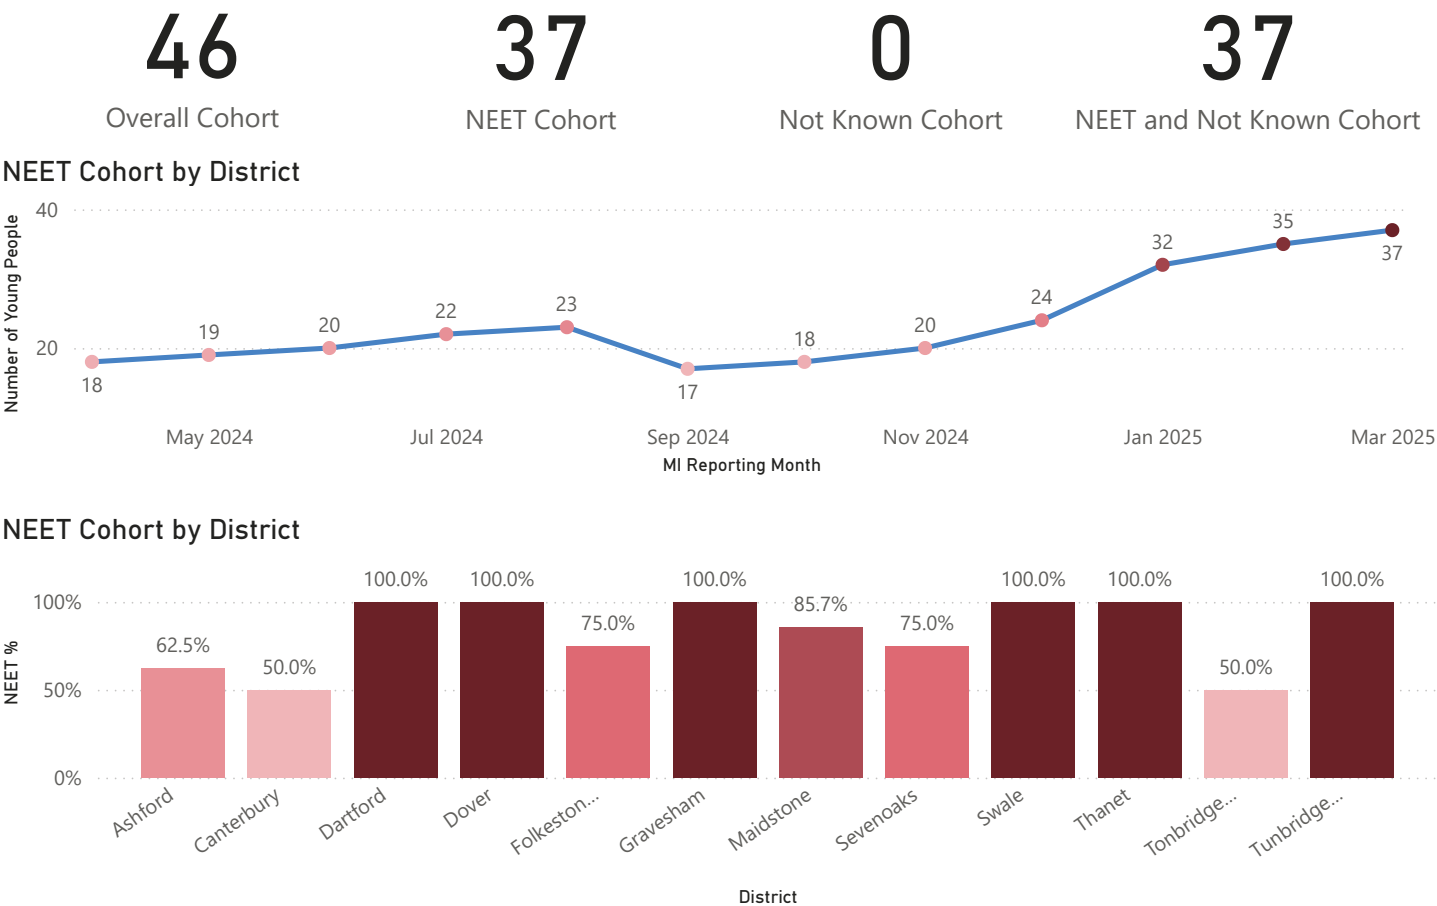 46 37 0 37
Overall Cohort NEET Cohort Not Known Cohort NEET and Not Known Cohort
NEET Cohort by District
Number of Young People
40
20
18 19 20 22 23 17 18 20 24 32 35 37
May 2024 Jul 2024 Sep 2024 Nov 2024 Jan 2025 Mar 2025
MI Reporting Month
NEET Cohort by District
NEET %
100%
50%
0%
62.5% 50.0% 100.0% 100.0% 75.0% 100.0% 85.7% 75.0% 100.0% 100.0% 50.0% 100.0%
Ashford Canterbury Dartford Dover Folkeston... Gravesham Maidstone Sevenoaks Swale Thanet Tonbridge... Tunbridge...
District